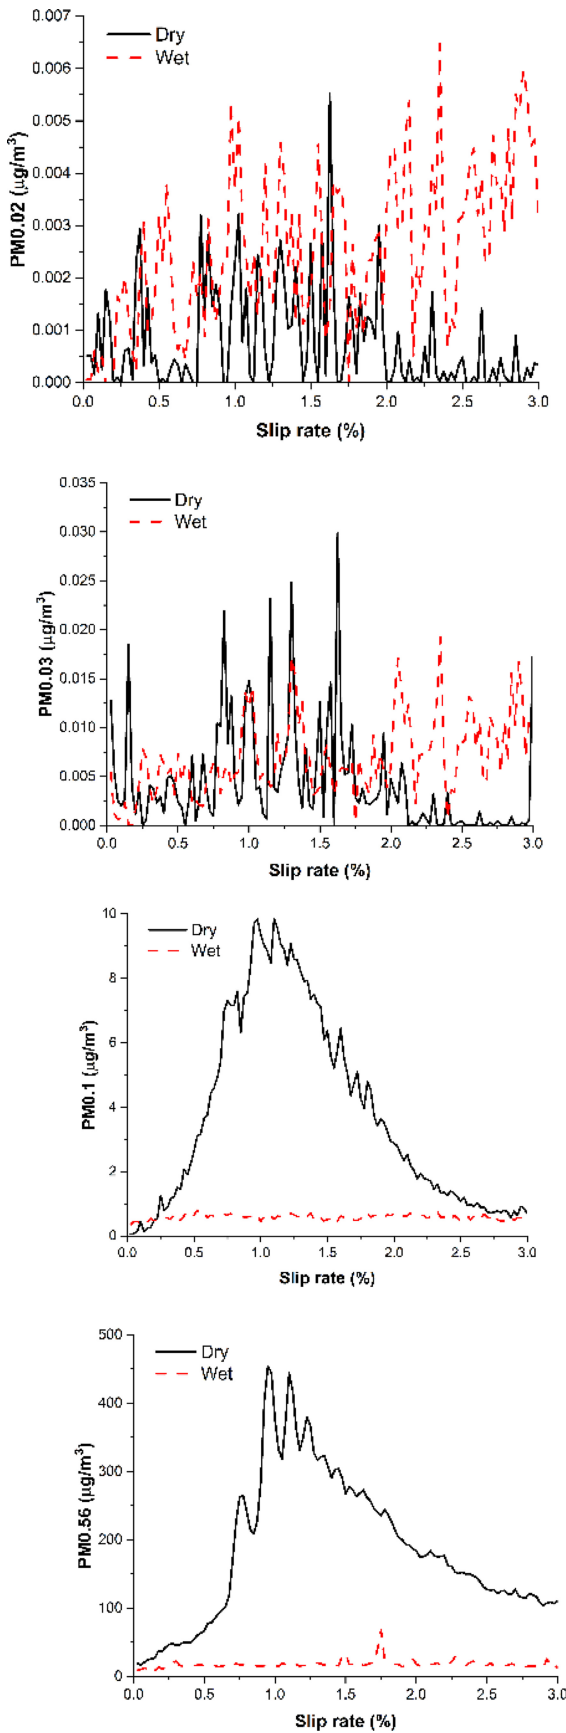 0.007
Dry
Wet
0.006
0.005
0.004
0.003
0.002
0.001
0.000
PM0.02 (μg/m³)
0.0 0.5 1.0 1.5 2.0 2.5 3.0
Slip rate (%)
0.035
Dry
Wet
0.030
0.025
0.020
0.015
0.010
0.005
0.000
PM0.03 (μg/m³)
0.0 0.5 1.0 1.5 2.0 2.5 3.0
Slip rate (%)
10
Dry
Wet
8
6
4
2
0
PM0.1 (μg/m³)
0.0 0.5 1.0 1.5 2.0 2.5 3.0
Slip rate (%)
500
Dry
Wet
400
300
200
100
0
PM0.56 (μg/m³)
0.0 0.5 1.0 1.5 2.0 2.5 3.0
Slip rate (%)